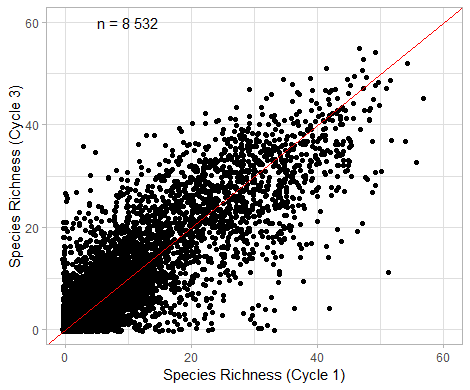 n = 8 532
60
40
20
0
Species Richness (Cycle 3)
0 20 40 60
Species Richness (Cycle 1)